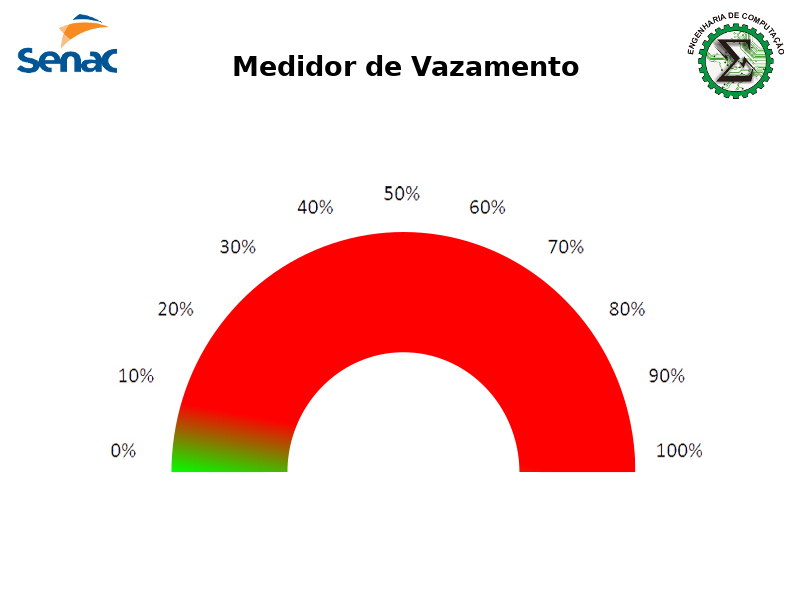 Senac
ENGENHARIA DE COMPUTAÇÃO
Σ
Medidor de Vazamento
50%
40%
60%
30%
70%
20%
80%
10%
90%
0%
100%